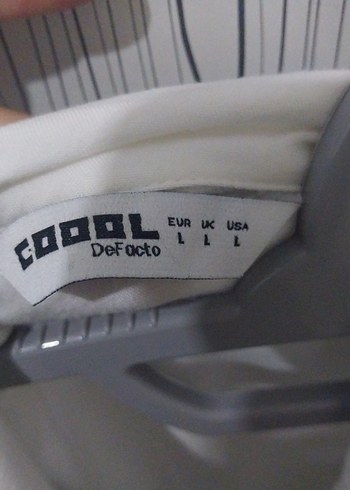 COOOL
DeFacto
EUR UK USA
L L L